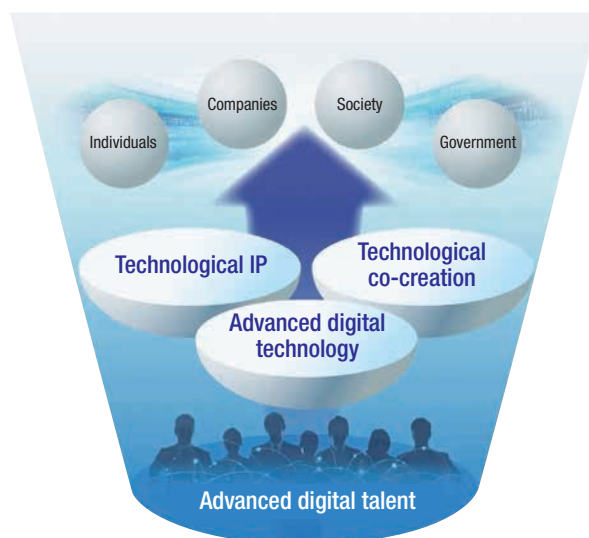 Companies
Society
Individuals
Government
Technological IP
Technological
co-creation
Advanced digital
technology
Advanced digital talent